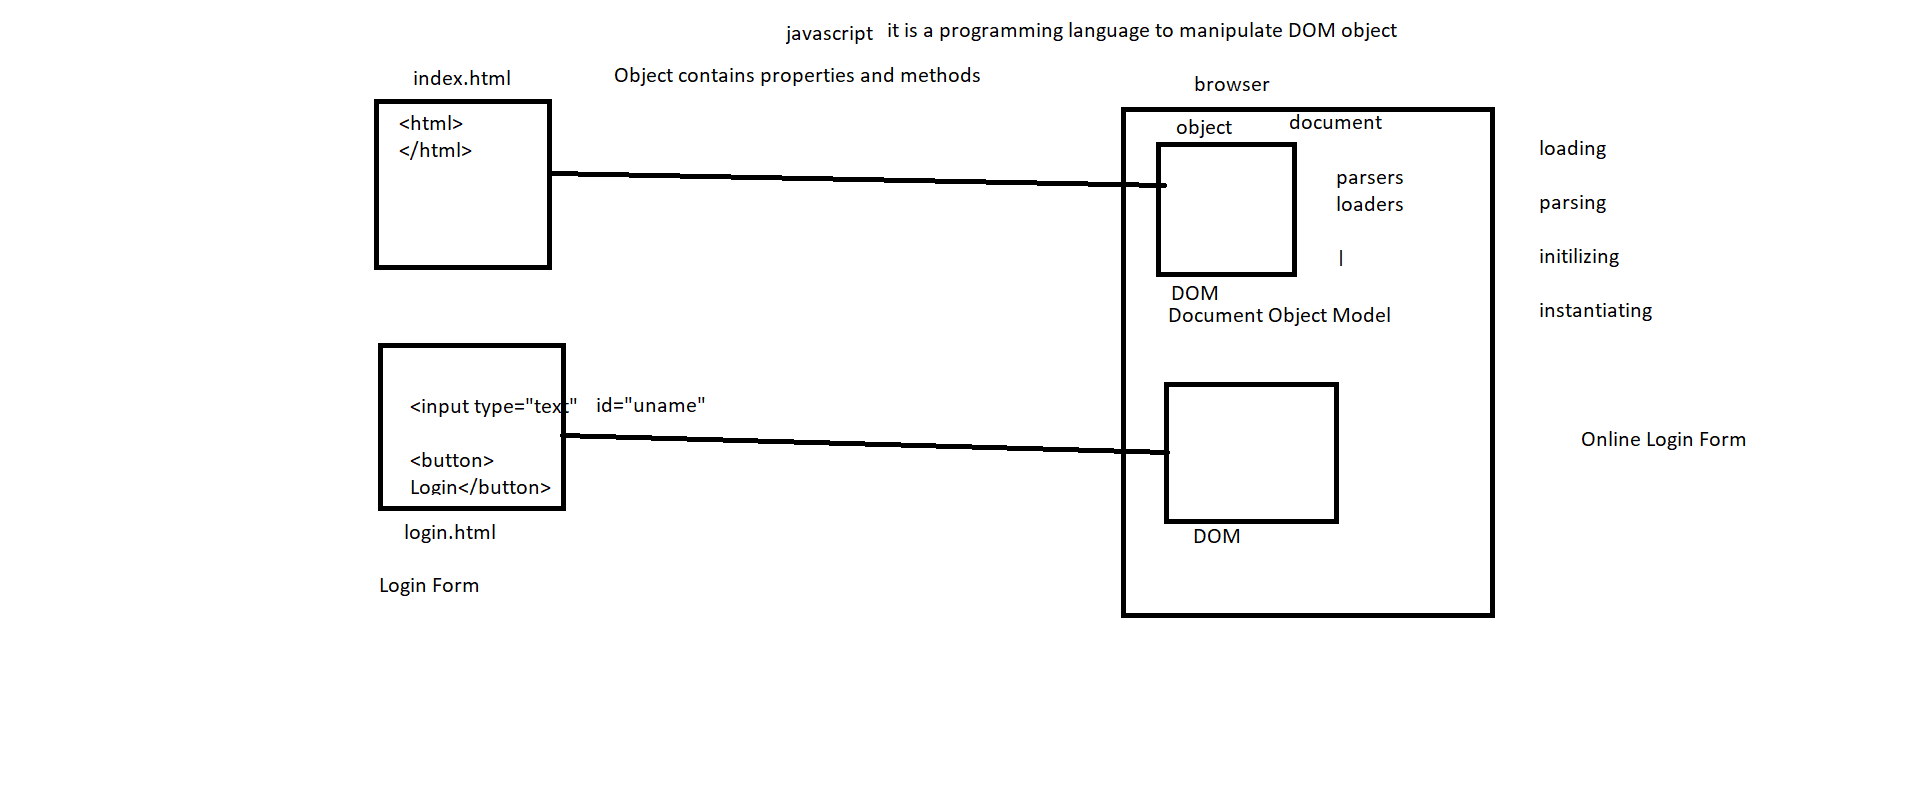 javascript it is a programming language to manipulate DOM object
Object contains properties and methods
index.html
<html>
</html>
browser
object
document
parsers
loaders
DOM
Document Object Model
loading
parsing
initilizing
instantiating
<input type="text" id="uname"
<button>
Login</button>
login.html
Login Form
DOM
Online Login Form